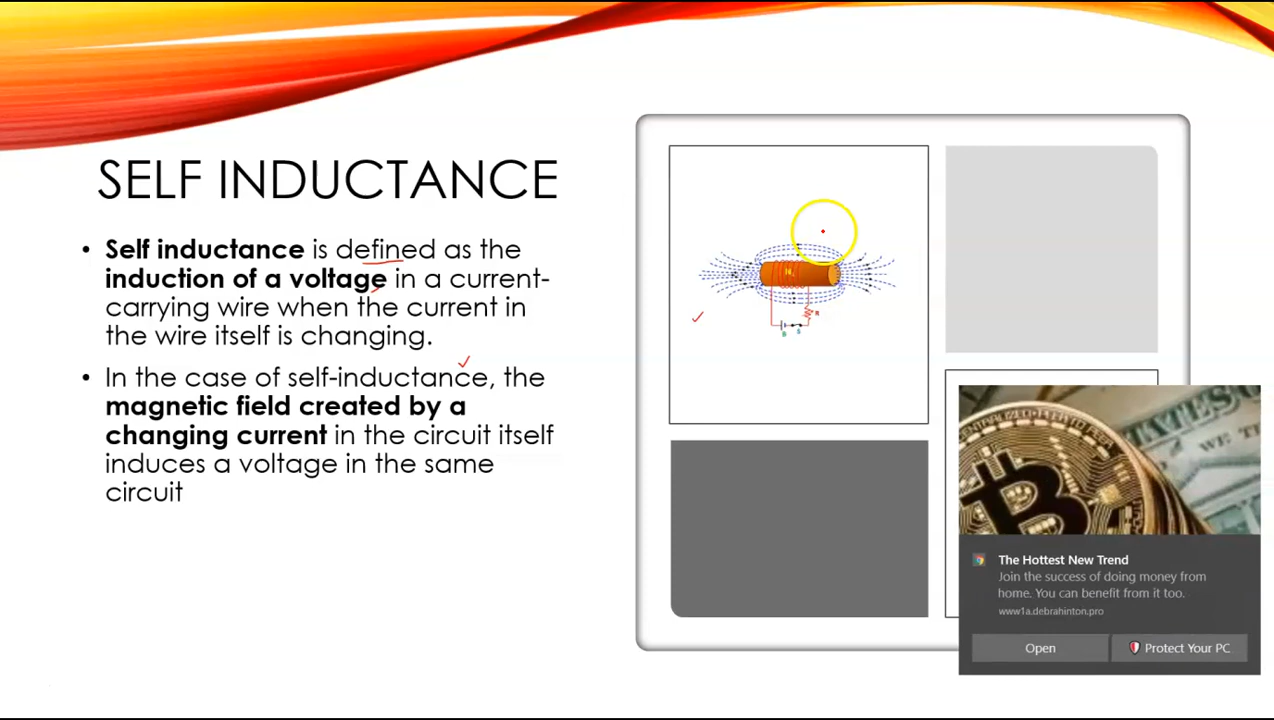 SELF INDUCTANCE
• Self inductance is defined as the
induction of a voltage in a current-
carrying wire when the current in
the wire itself is changing.
• In the case of self-inductance, the
magnetic field created by a
changing current in the circuit itself
induces a voltage in the same
circuit
R
B
S
The Hottest New Trend
Join the success of doing money from
home. You can benefit from it too.
www1a.debrahinton.pro
Open
Protect Your PC